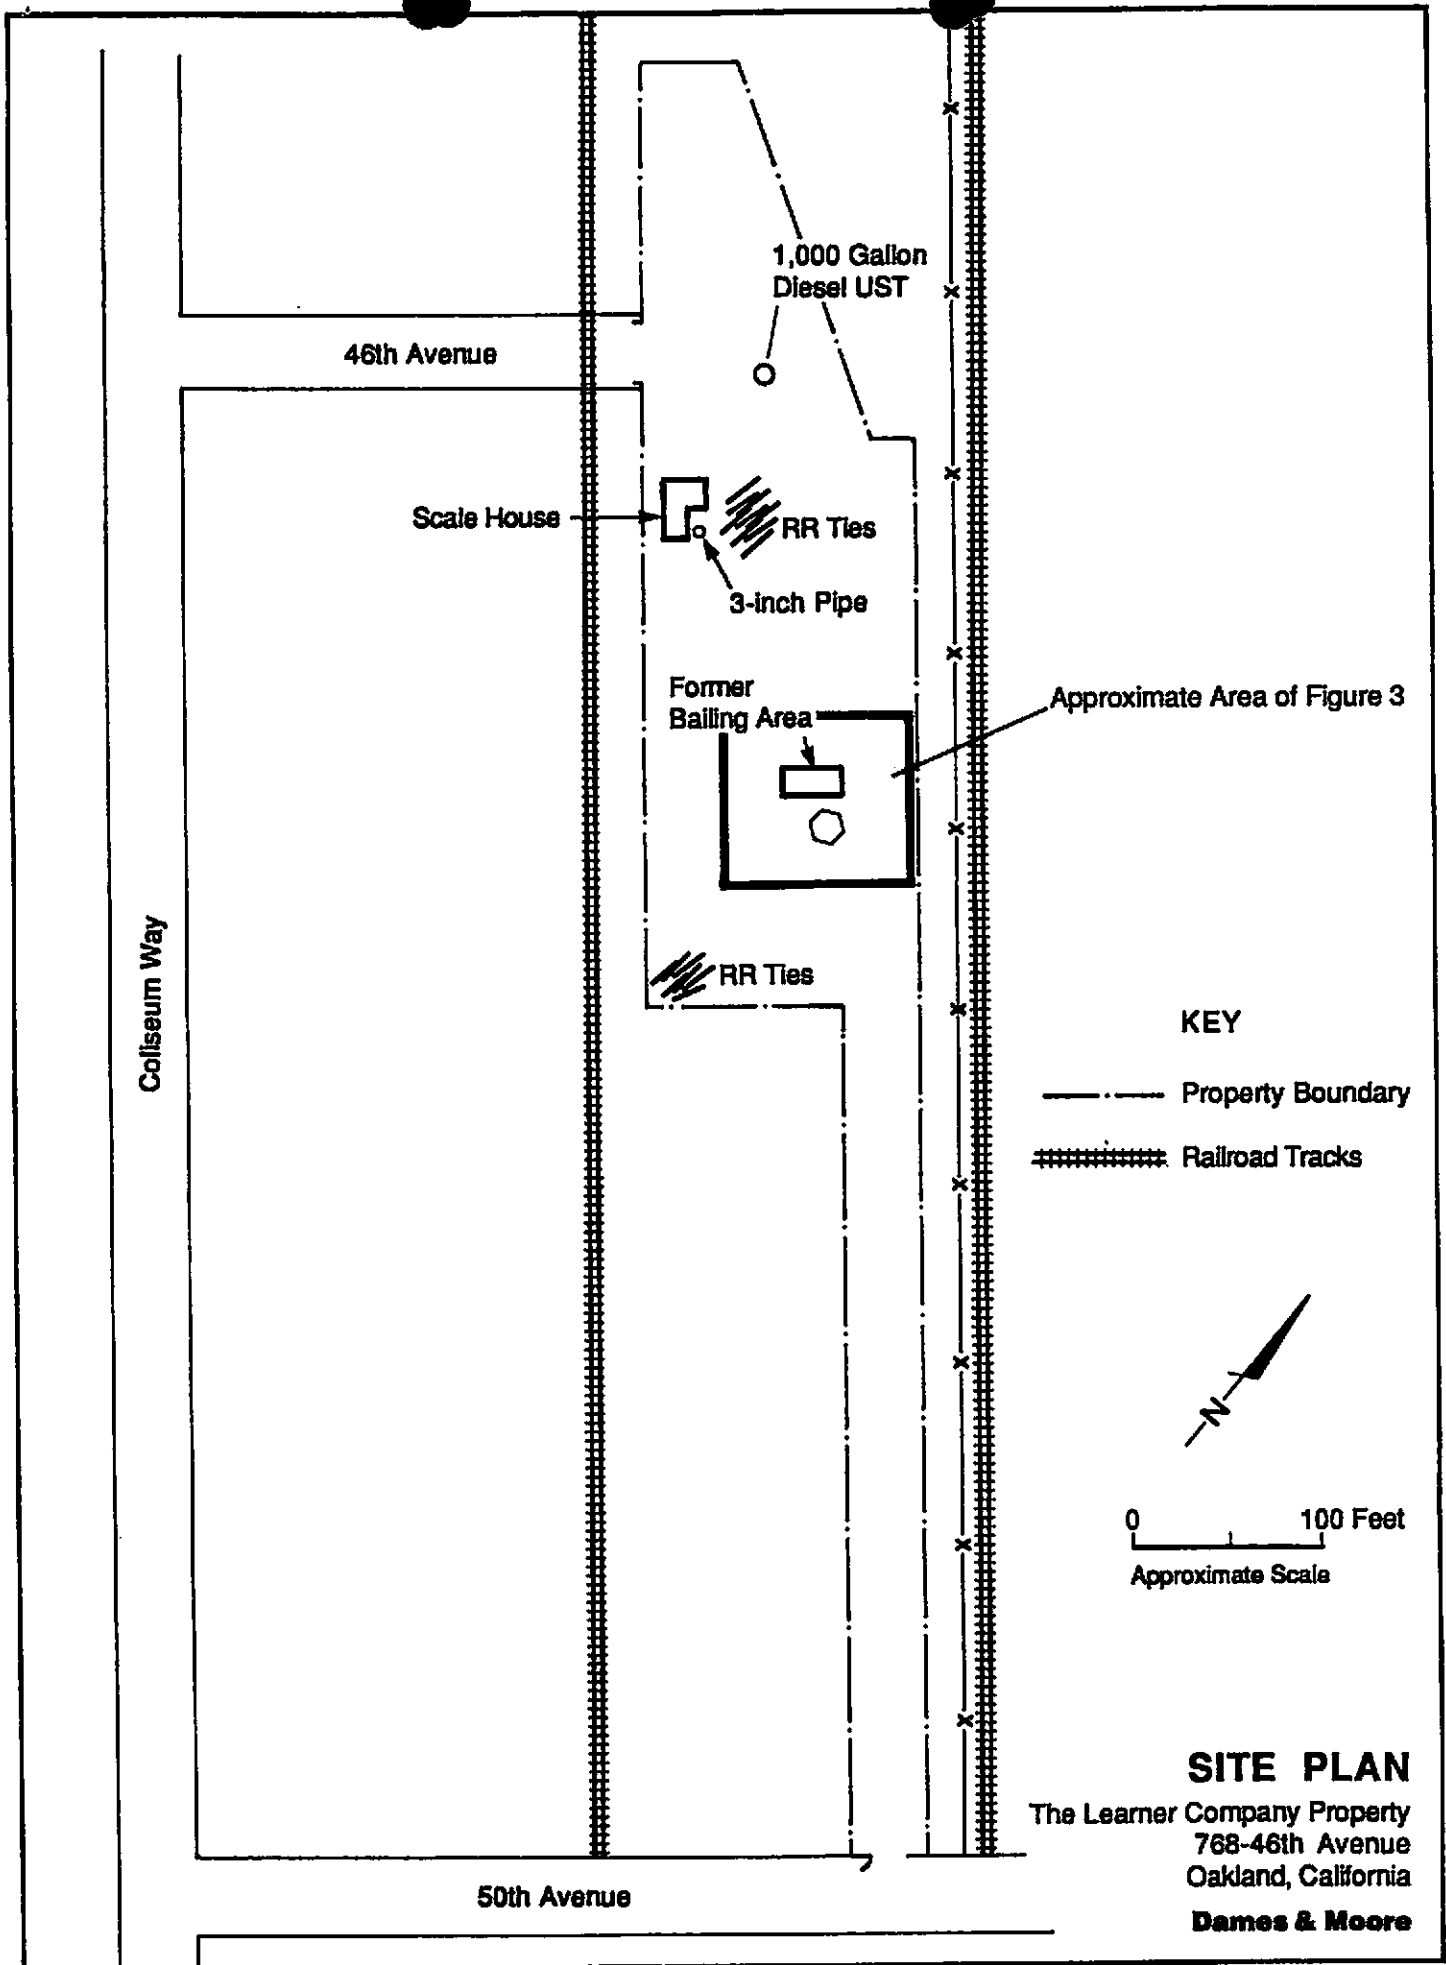 1,000 Gallon
Diesel UST
46th Avenue
Scale House
RR Ties
3-inch Pipe
Former
Bailing Area
Approximate Area of Figure 3
Coliseum Way
RR Ties
KEY
Property Boundary
Railroad Tracks
N
0 100 Feet
Approximate Scale
SITE PLAN
The Learner Company Property
768-46th Avenue
Oakland, California
Dames & Moore
50th Avenue